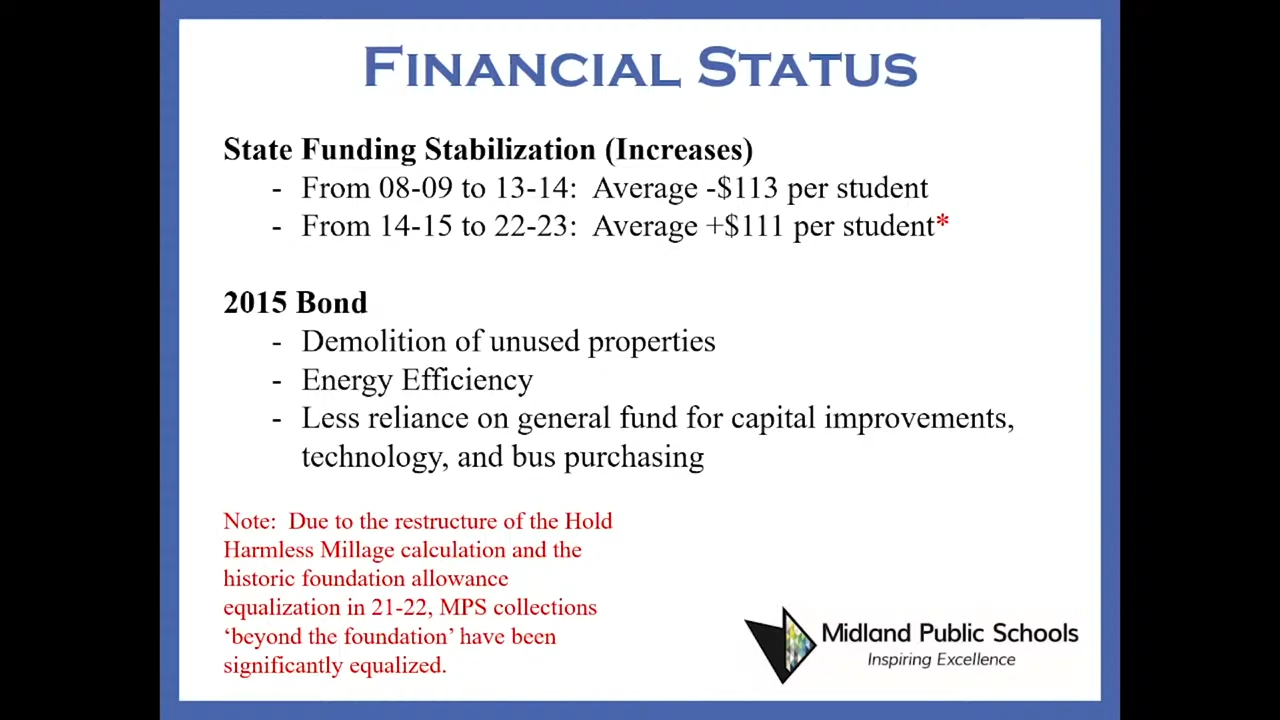 FINANCIAL STATUS
State Funding Stabilization (Increases)
- From 08-09 to 13-14: Average -$113 per student
- From 14-15 to 22-23: Average +$111 per student*
2015 Bond
- Demolition of unused properties
- Energy Efficiency
- Less reliance on general fund for capital improvements,
technology, and bus purchasing
Note: Due to the restructure of the Hold
Harmless Millage calculation and the
historic foundation allowance
equalization in 21-22, MPS collections
‘beyond the foundation’ have been
significantly equalized.
Midland Public Schools
Inspiring Excellence